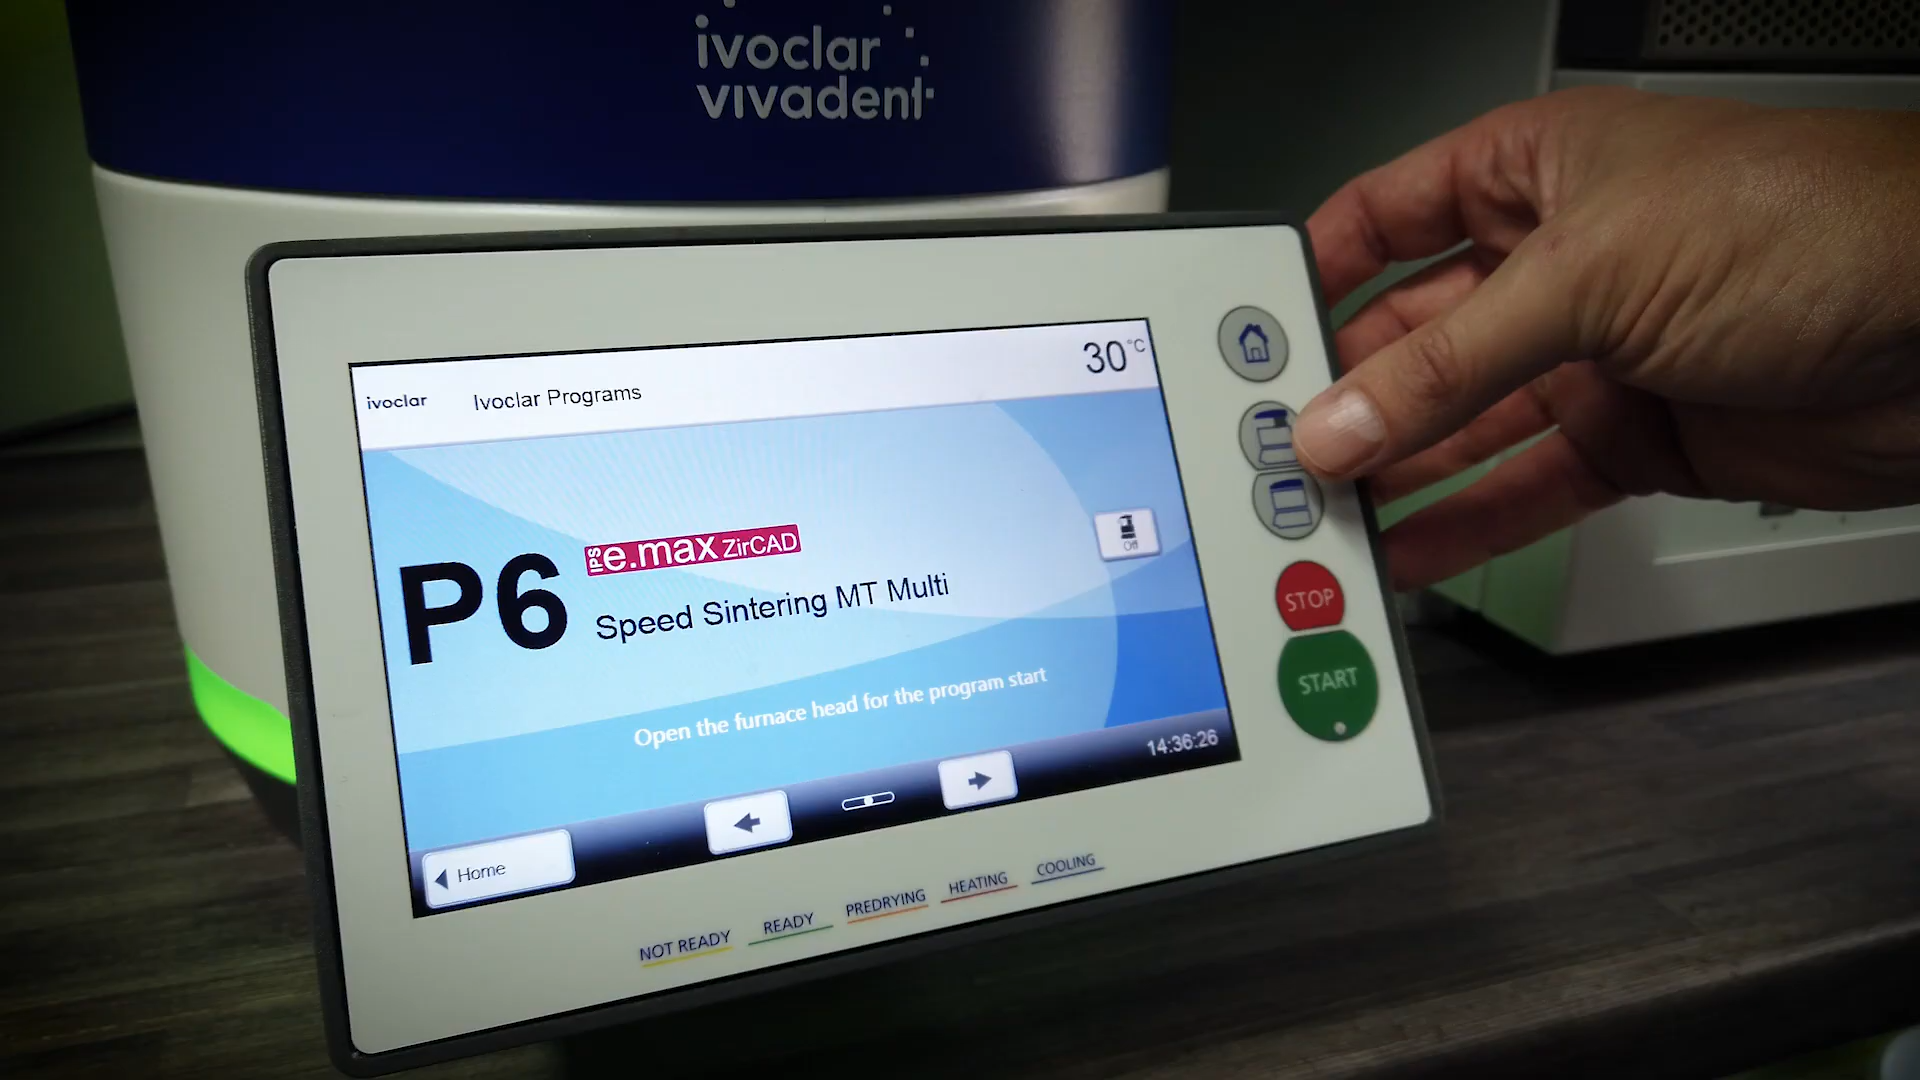 ivoclar
vivadent
ivoclar
Ivoclar Programs
30°C
P6
IPS e.max ZirCAD
Speed Sintering MT Multi
Off
Open the furnace head for the program start
14:36:26
Home
STOP
START
NOT READY
READY
PREDRYING
HEATING
COOLING